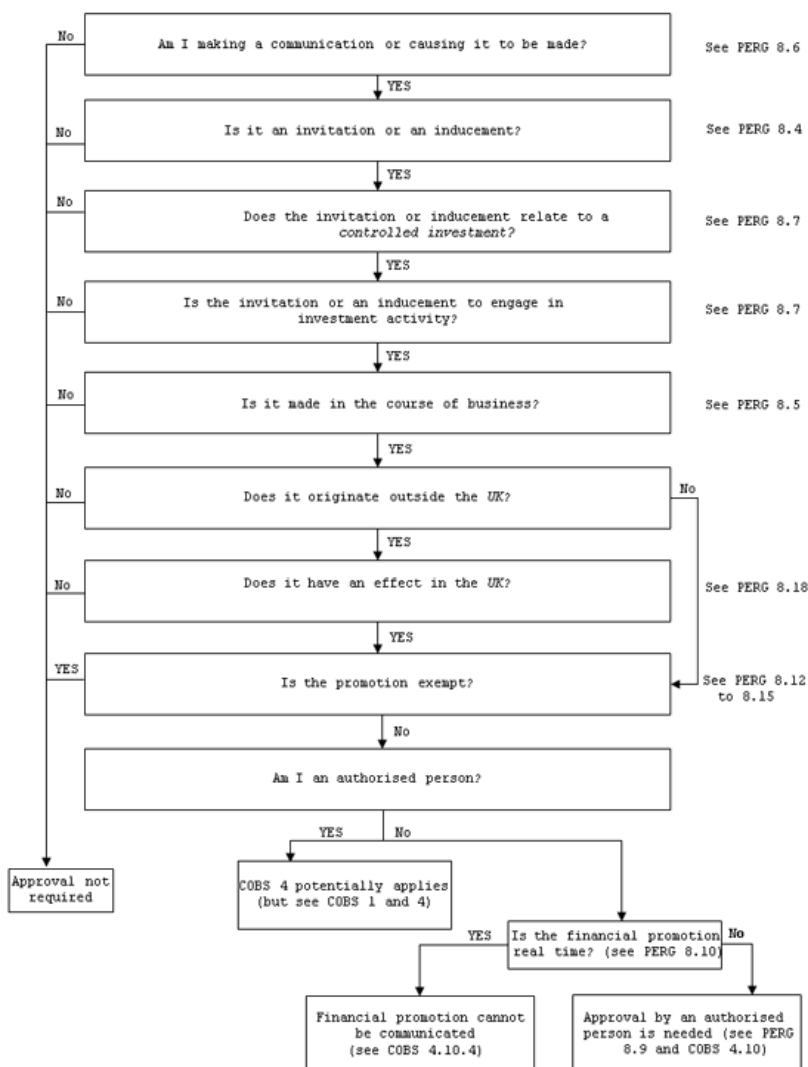 No
Am I making a communication or causing it to be made?
See PERG 8.6
YES
No
Is it an invitation or an inducement?
See PERG 8.4
YES
No
Does the invitation or inducement relate to a
controlled investment?
See PERG 8.7
YES
No
Is the invitation or an inducement to engage in
investment activity?
See PERG 8.7
YES
No
Is it made in the course of business?
See PERG 8.5
YES
No
Does it originate outside the UK?
No
YES
No
Does it have an effect in the UK?
See PERG 8.18
YES
YES
Is the promotion exempt?
See PERG 8.12
to 8.15
No
Am I an authorised person?
YES
No
Approval not
required
COBS 4 potentially applies
(but see COBS 1 and 4)
YES
Is the financial promotion
real time? (see PERG 8.10)
No
Financial promotion cannot
be communicated
(see COBS 4.10.4)
Approval by an authorised
person is needed (see PERG
8.9 and COBS 4.10)